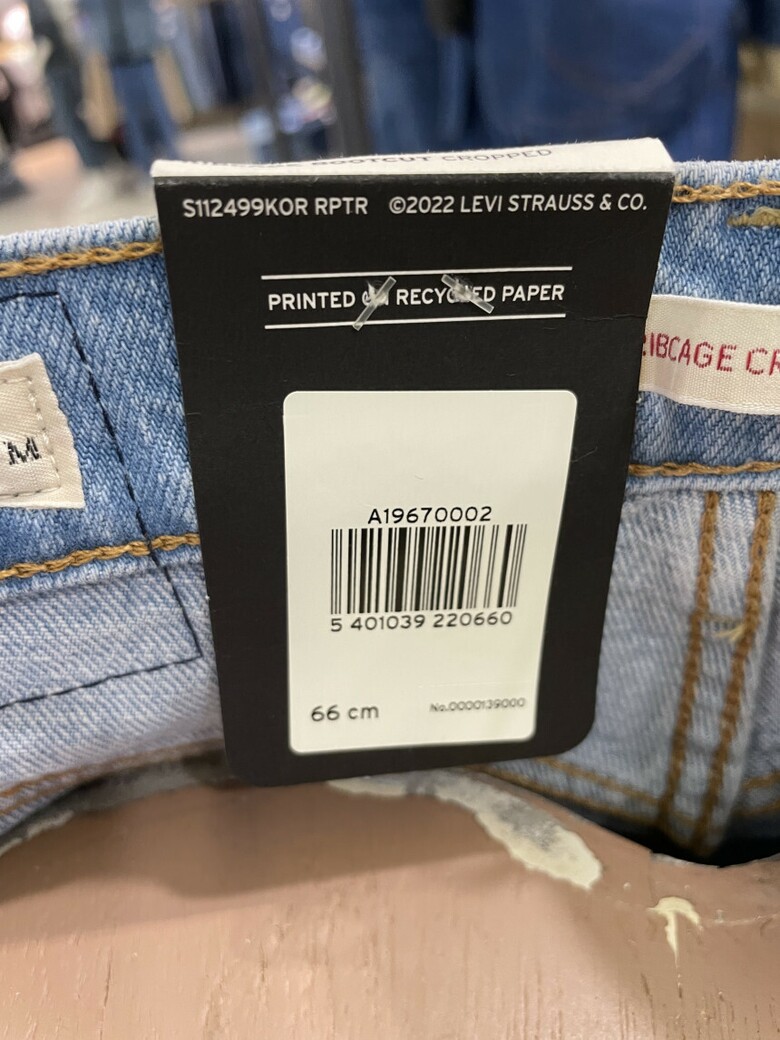 BOOTCUT CROPPED
S112499KOR RPTR ©2022 LEVI STRAUSS & CO.
PRINTED ON RECYCLED PAPER
RIBCAGE CR
M
A19670002
5 401039 220660
66 cm
No.0000139000